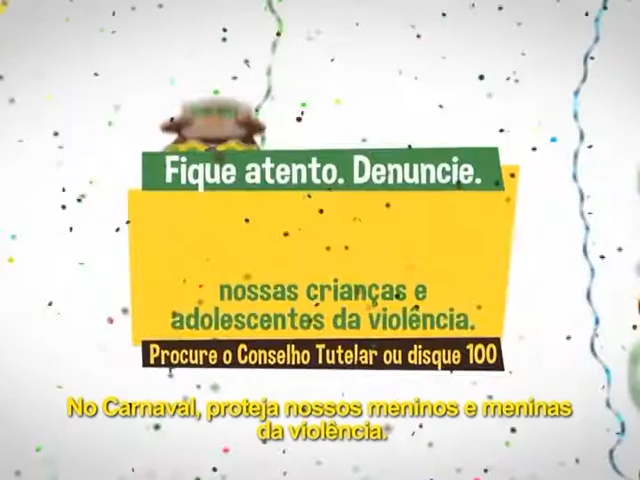 Fique atento. Denuncie.
nossas crianças e
adolescentes da violência.
Procure o Conselho Tutelar ou disque 100
No Carnaval, proteja nossos meninos e meninas
da violência.